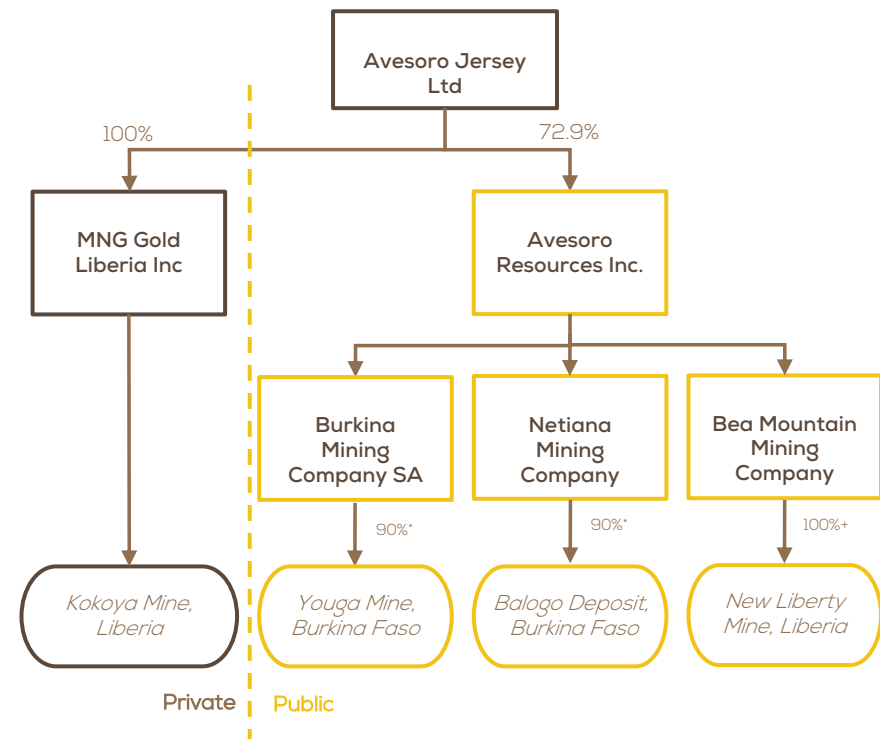 Avesoro Jersey
Ltd
100%
72.9%
MNG Gold
Liberia Inc
Avesoro
Resources Inc.
Burkina
Mining
Company SA
Netiana
Mining
Company
Bea Mountain
Mining
Company
90%*
90%*
100%+
Kokoya Mine,
Liberia
Youga Mine,
Burkina Faso
Balogo Deposit,
Burkina Faso
New Liberty
Mine, Liberia
Private
Public